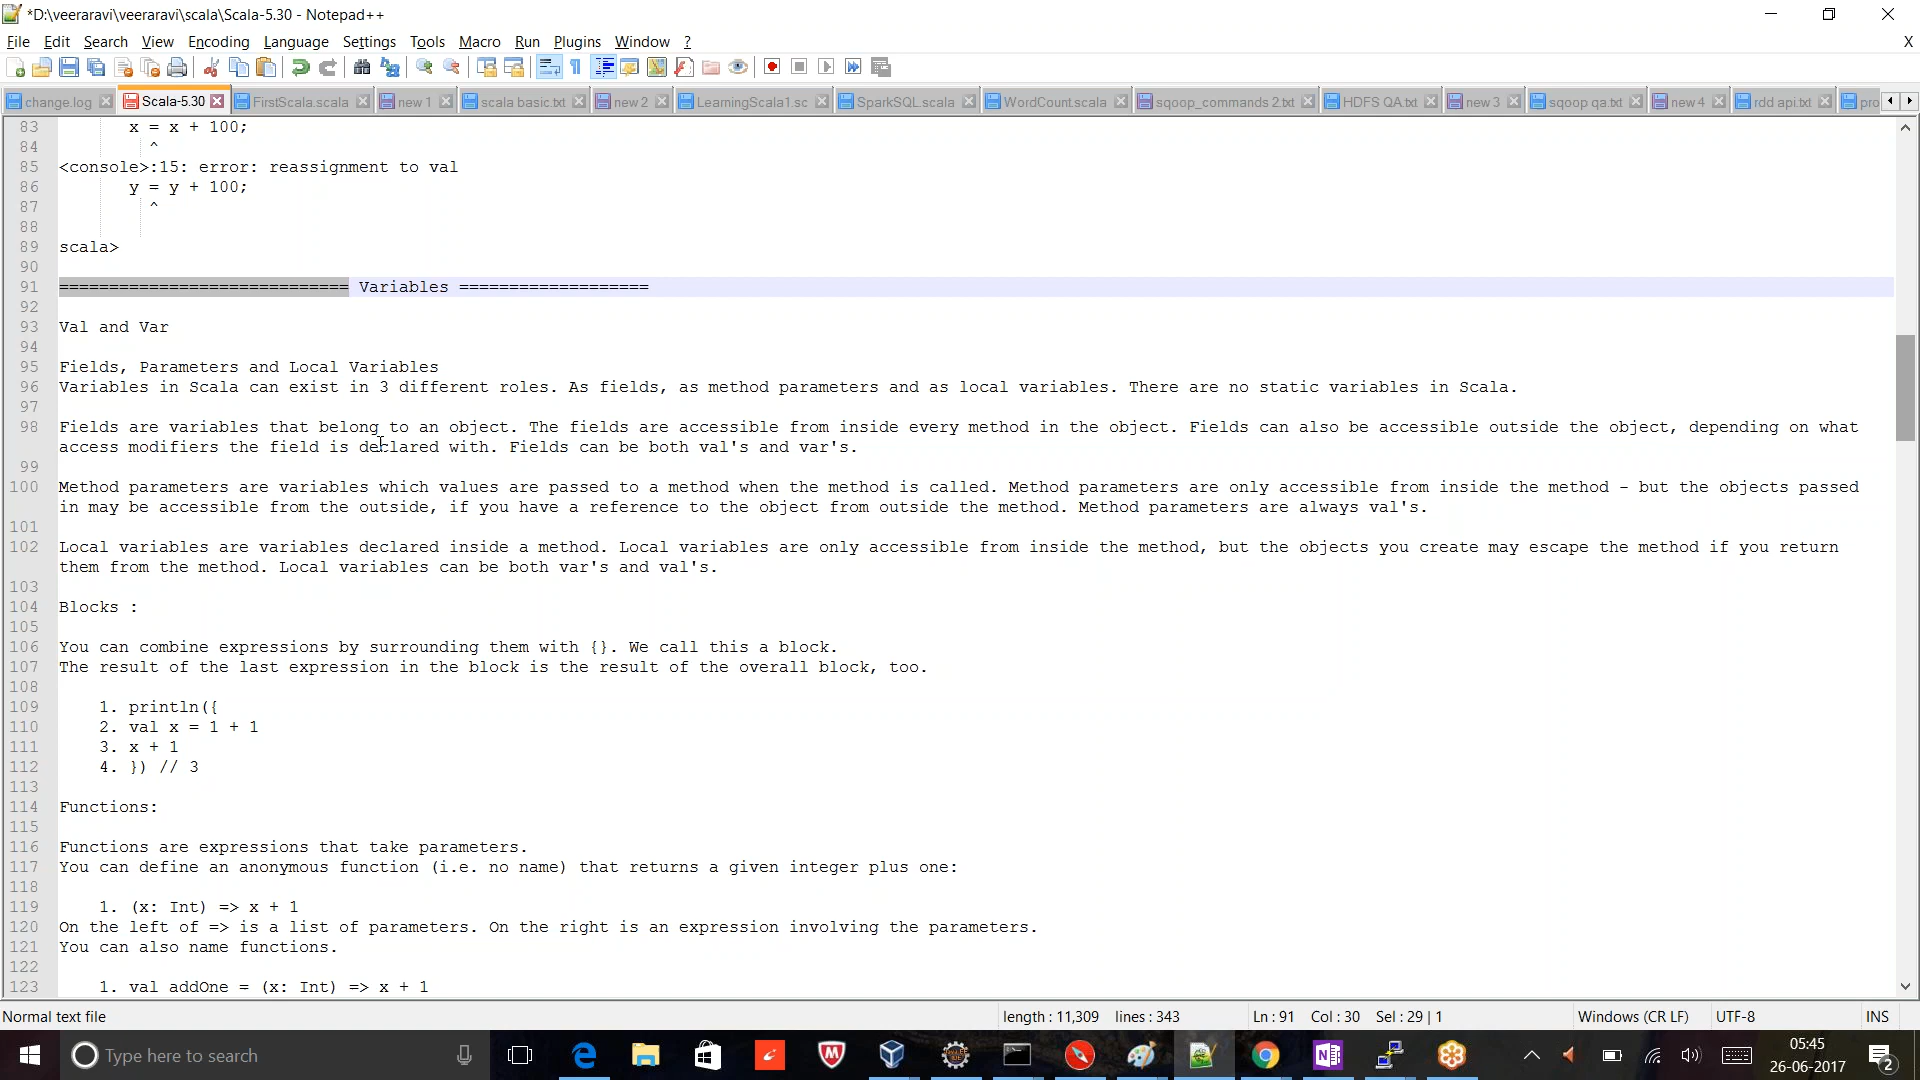 *D:\veeraravi\veeraravi\scala\Scala-5.30 - Notepad++
File Edit Search View Encoding Language Settings Tools Macro Run Plugins Window ? X
change.log Scala-5.30 FirstScala.scala new 1 scala basic.txt new 2 LearningScala1.sc SparkSQL.scala WordCount.scala sqoop_commands 2.txt HDFS QA.txt new 3 sqoop qa.txt new 4 rdd api.txt pro
83 x = x + 100;
84 ^
85 <console>:15: error: reassignment to val
86 y = y + 100;
87 ^
88
89 scala>
90
91 ============================= Variables ===================
92
93 Val and Var
94
95 Fields, Parameters and Local Variables
96 Variables in Scala can exist in 3 different roles. As fields, as method parameters and as local variables. There are no static variables in Scala.
97
98 Fields are variables that belong to an object. The fields are accessible from inside every method in the object. Fields can also be accessible outside the object, depending on what
access modifiers the field is declared with. Fields can be both val's and var's.
99
100 Method parameters are variables which values are passed to a method when the method is called. Method parameters are only accessible from inside the method - but the objects passed
in may be accessible from the outside, if you have a reference to the object from outside the method. Method parameters are always val's.
101
102 Local variables are variables declared inside a method. Local variables are only accessible from inside the method, but the objects you create may escape the method if you return
them from the method. Local variables can be both var's and val's.
103
104 Blocks :
105
106 You can combine expressions by surrounding them with {}. We call this a block.
107 The result of the last expression in the block is the result of the overall block, too.
108
109 1. println({
110 2. val x = 1 + 1
111 3. x + 1
112 4. }) // 3
113
114 Functions:
115
116 Functions are expressions that take parameters.
117 You can define an anonymous function (i.e. no name) that returns a given integer plus one:
118
119 1. (x: Int) => x + 1
120 On the left of => is a list of parameters. On the right is an expression involving the parameters.
121 You can also name functions.
122
123 1. val addOne = (x: Int) => x + 1
Normal text file length : 11,309 lines : 343 Ln : 91 Col : 30 Sel : 29 | 1 Windows (CR LF) UTF-8 INS
Type here to search 05:45
26-06-2017 2